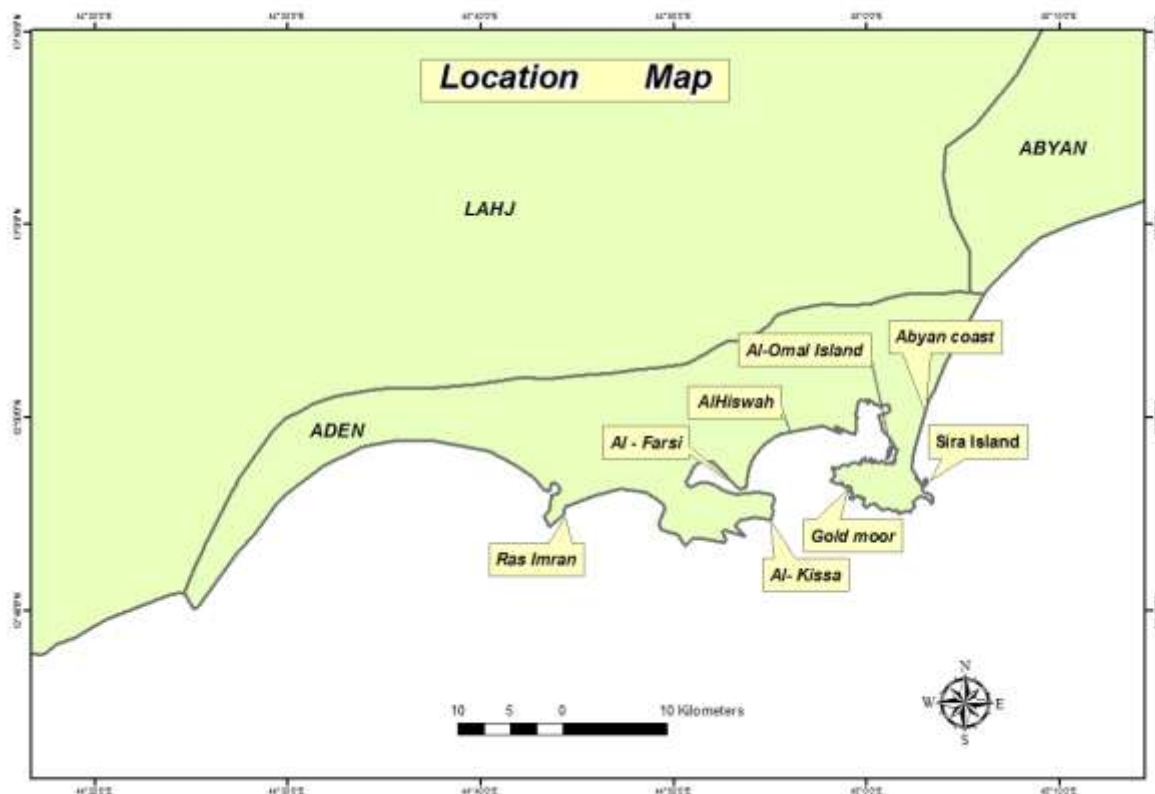 Location Map
ABYAN
LAHJ
Abyan coast
Al-Omal Island
AlHiswah
ADEN
Al - Farsi
Sira Island
Gold moor
Ras Imran
Al- Kissa
N
W
E
S
10 5 0 10 Kilometers